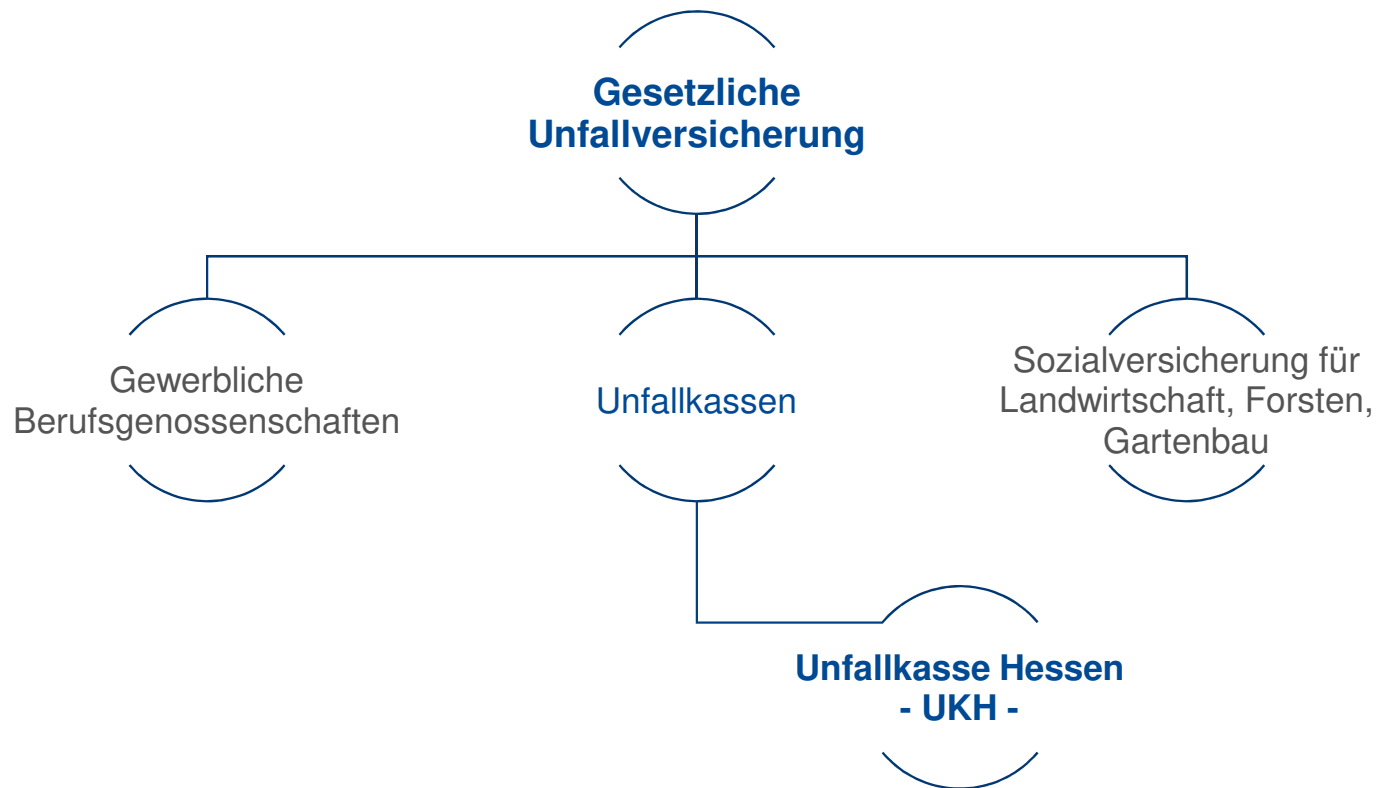 Gesetzliche
Unfallversicherung
Gewerbliche
Berufsgenossenschaften
Unfallkassen
Sozialversicherung für
Landwirtschaft, Forsten,
Gartenbau
Unfallkasse Hessen
- UKH -